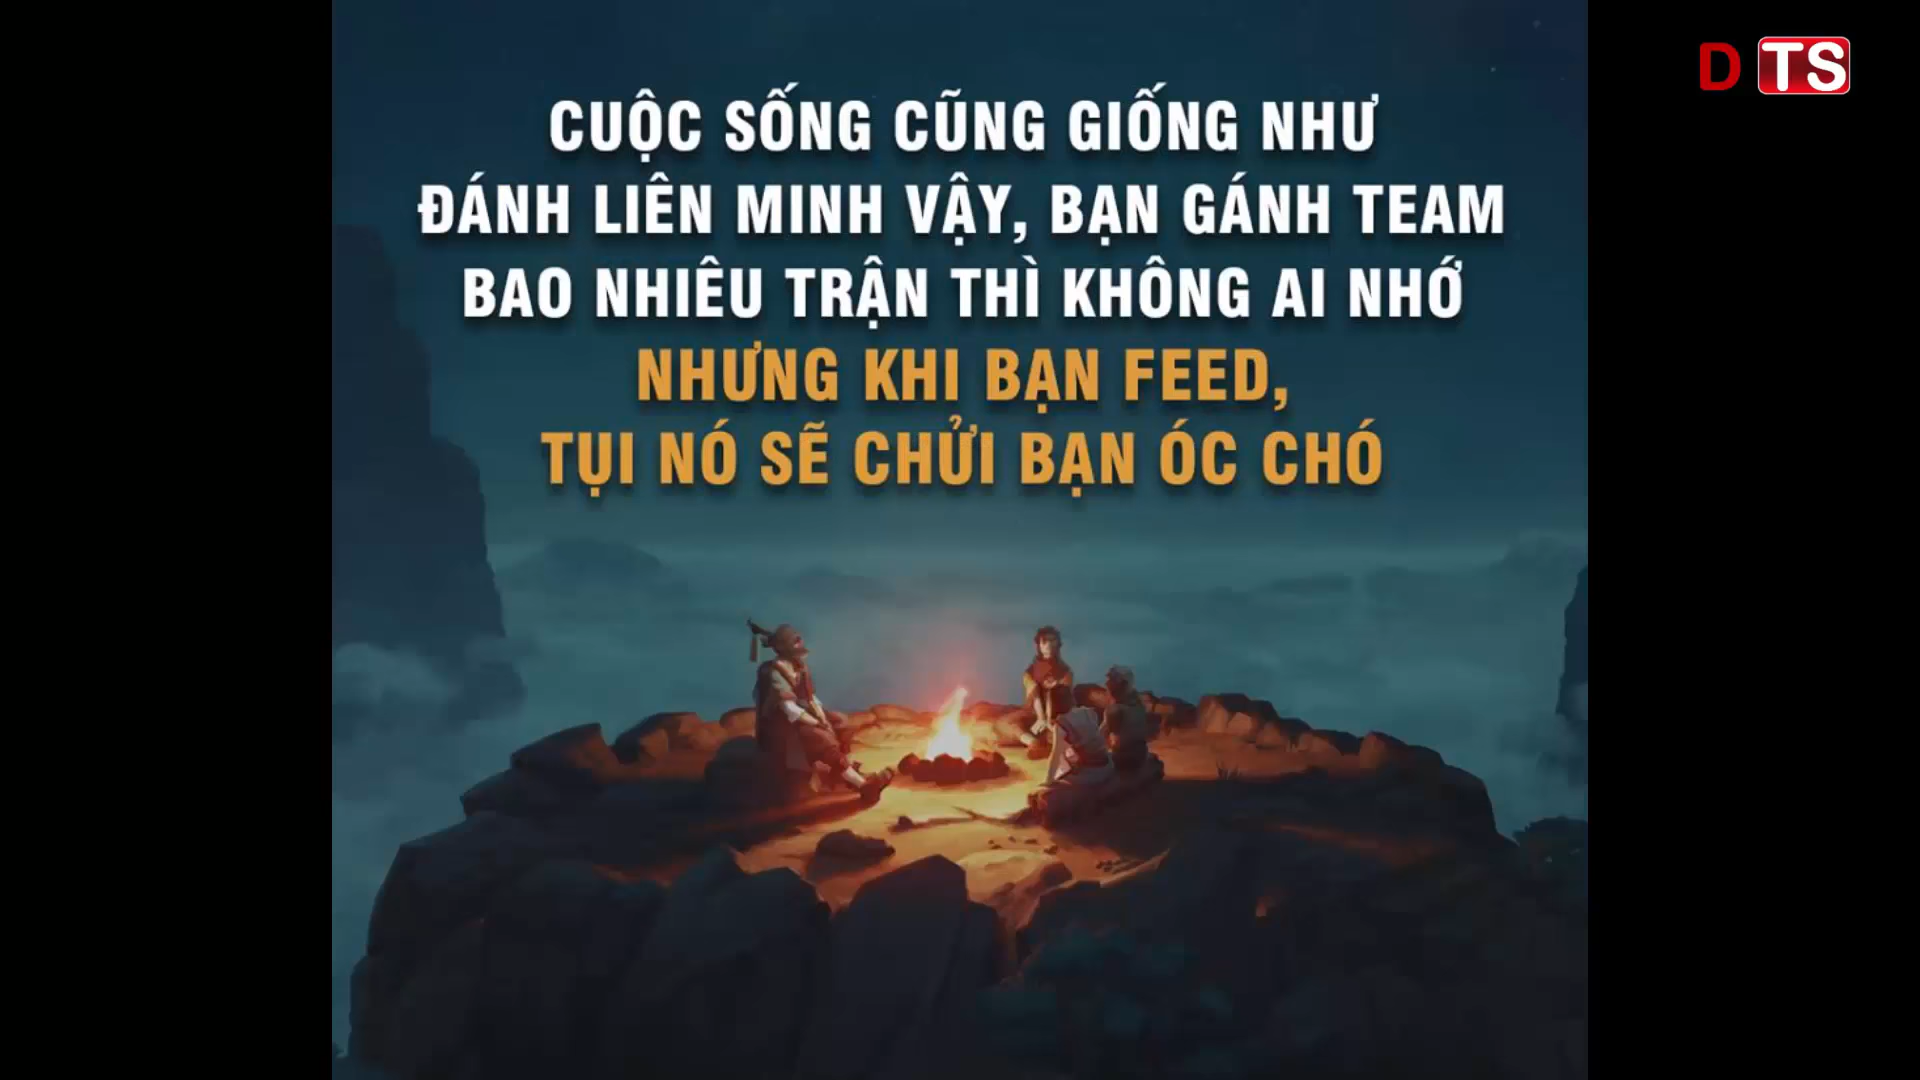 D TS
CUỘC SỐNG CŨNG GIỐNG NHƯ
ĐÁNH LIÊN MINH VẬY, BẠN GÁNH TEAM
BAO NHIÊU TRẬN THÌ KHÔNG AI NHỚ
NHƯNG KHI BẠN FEED,
TỤI NÓ SẼ CHỬI BẠN ÓC CHÓ